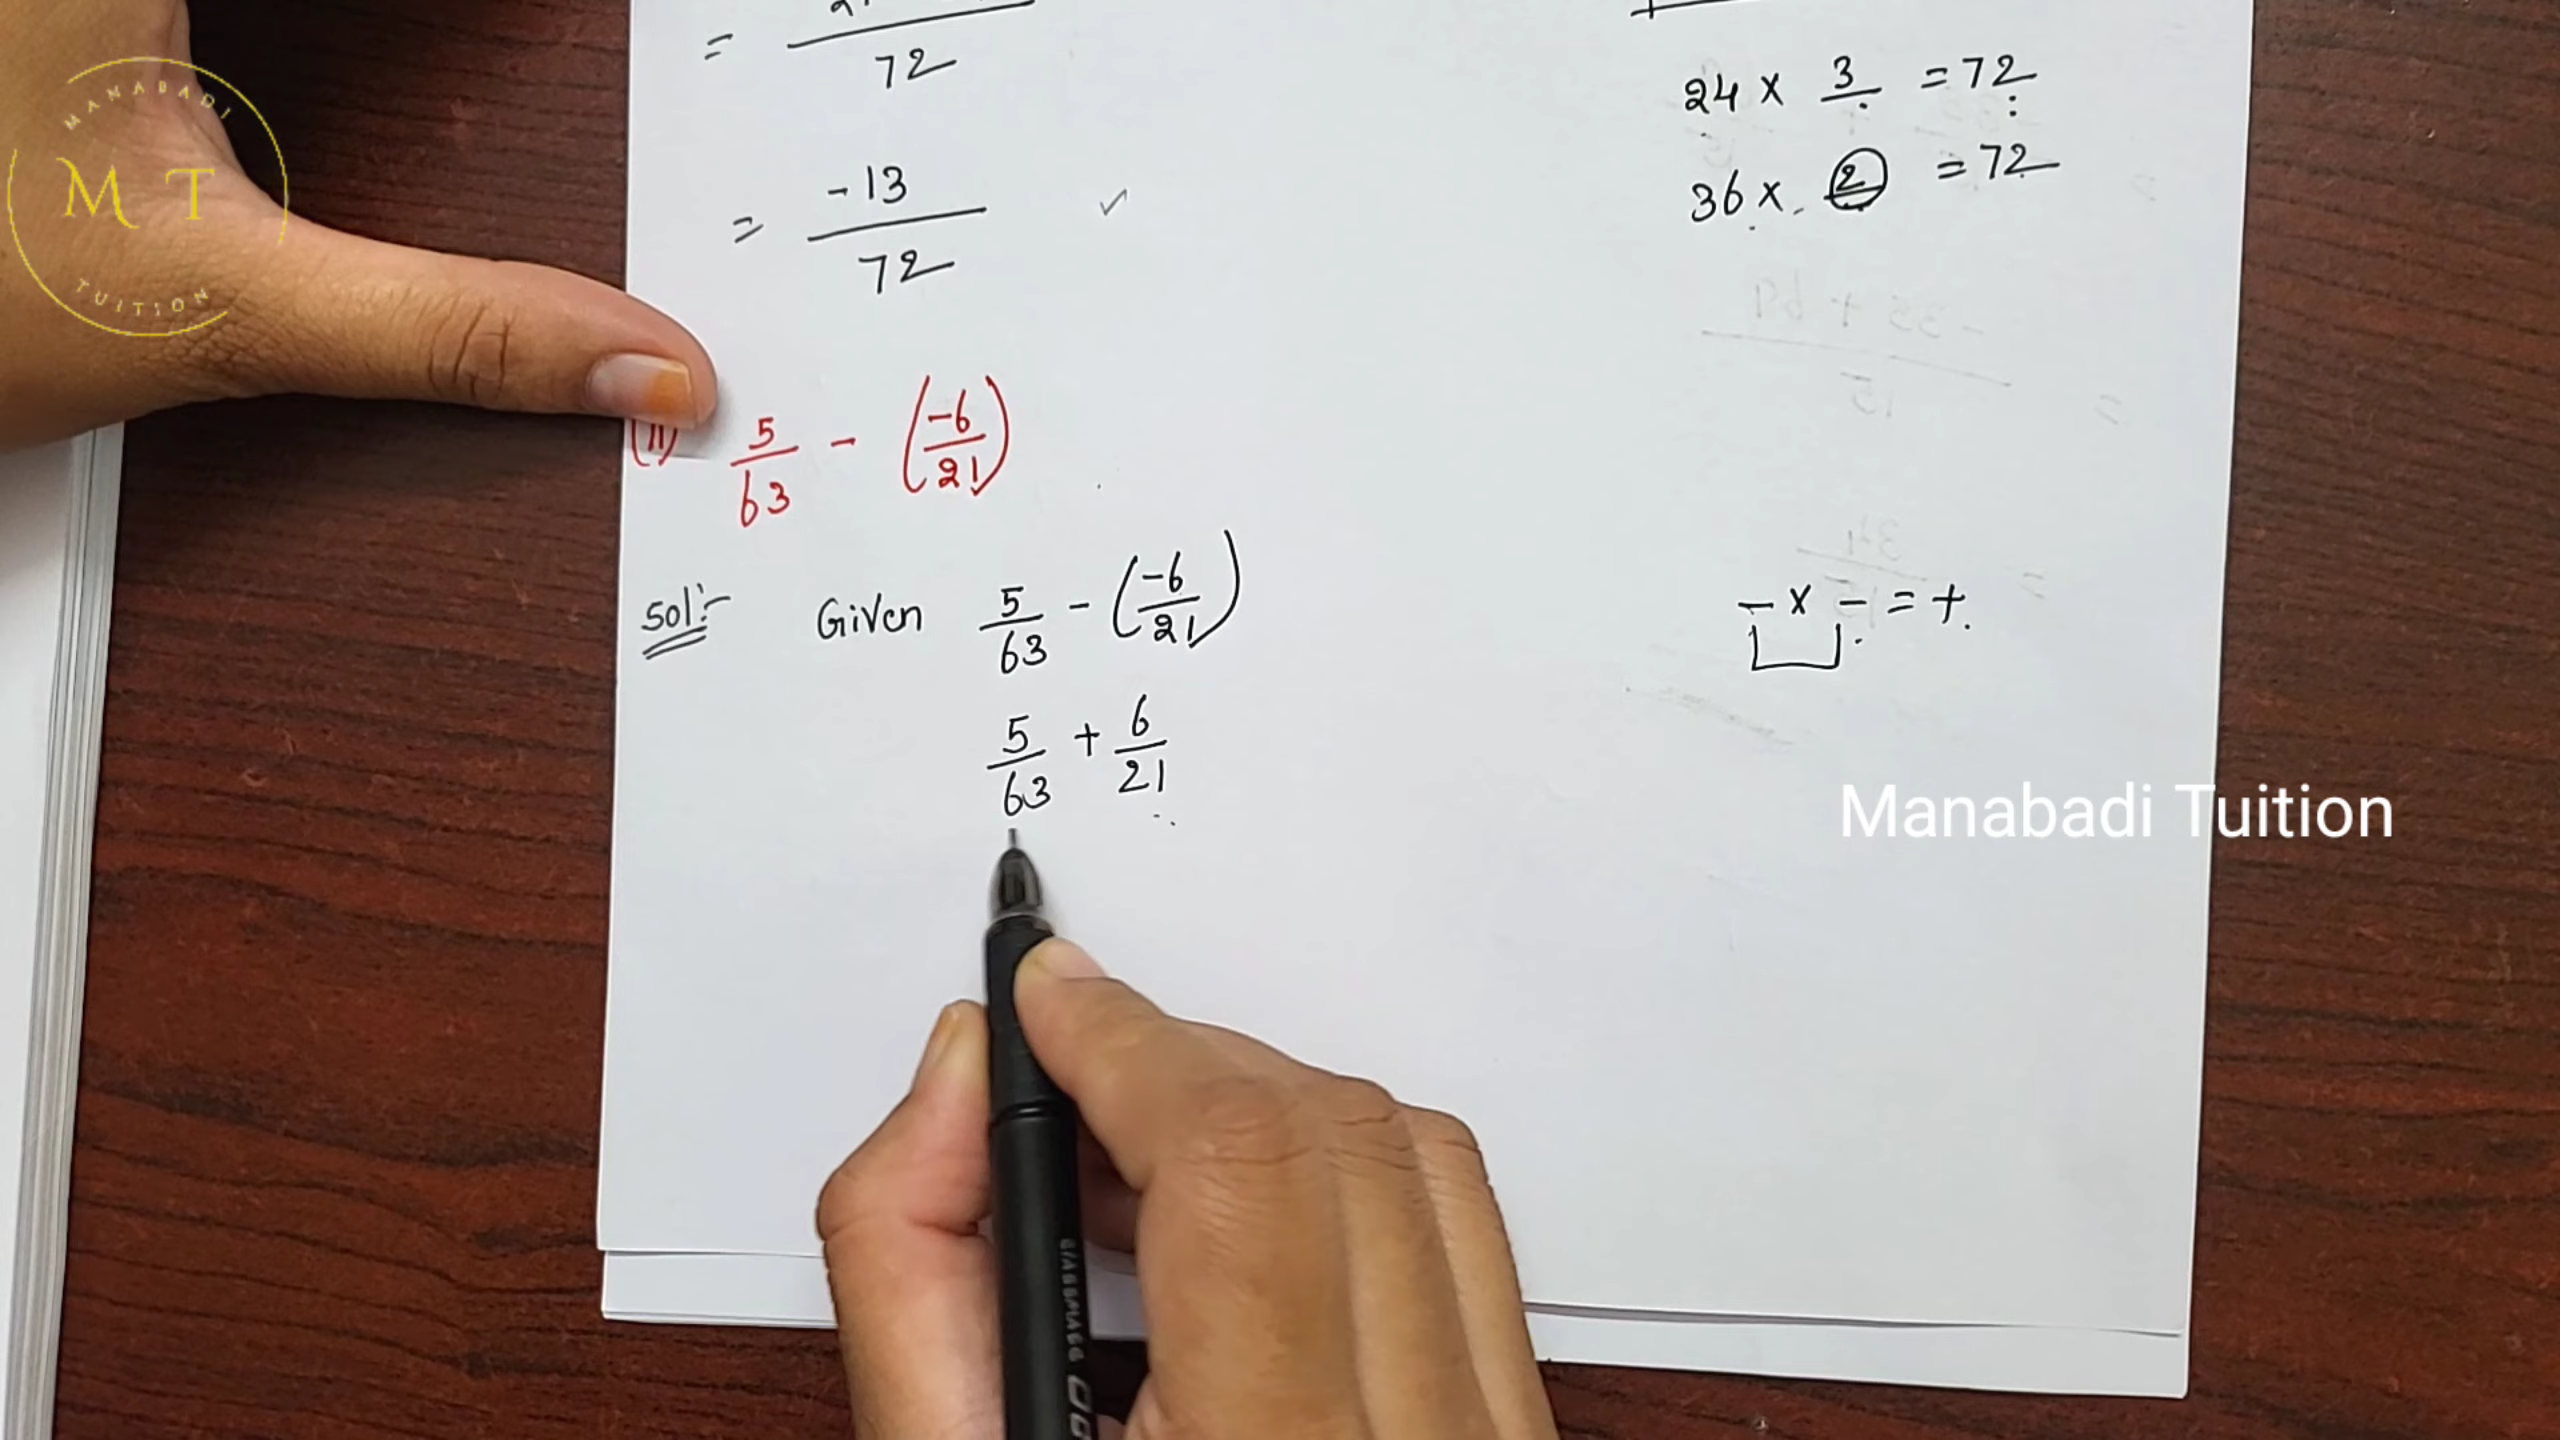 = 72
24 × 3 = 72
36 × 2 = 72
= -13/72 ✓
(ii) 5/63 - (-6/21)
Sol:- Given 5/63 - (-6/21)
- × - = +
5/63 + 6/21
MANABADI
M T
TUITION
Manabadi Tuition